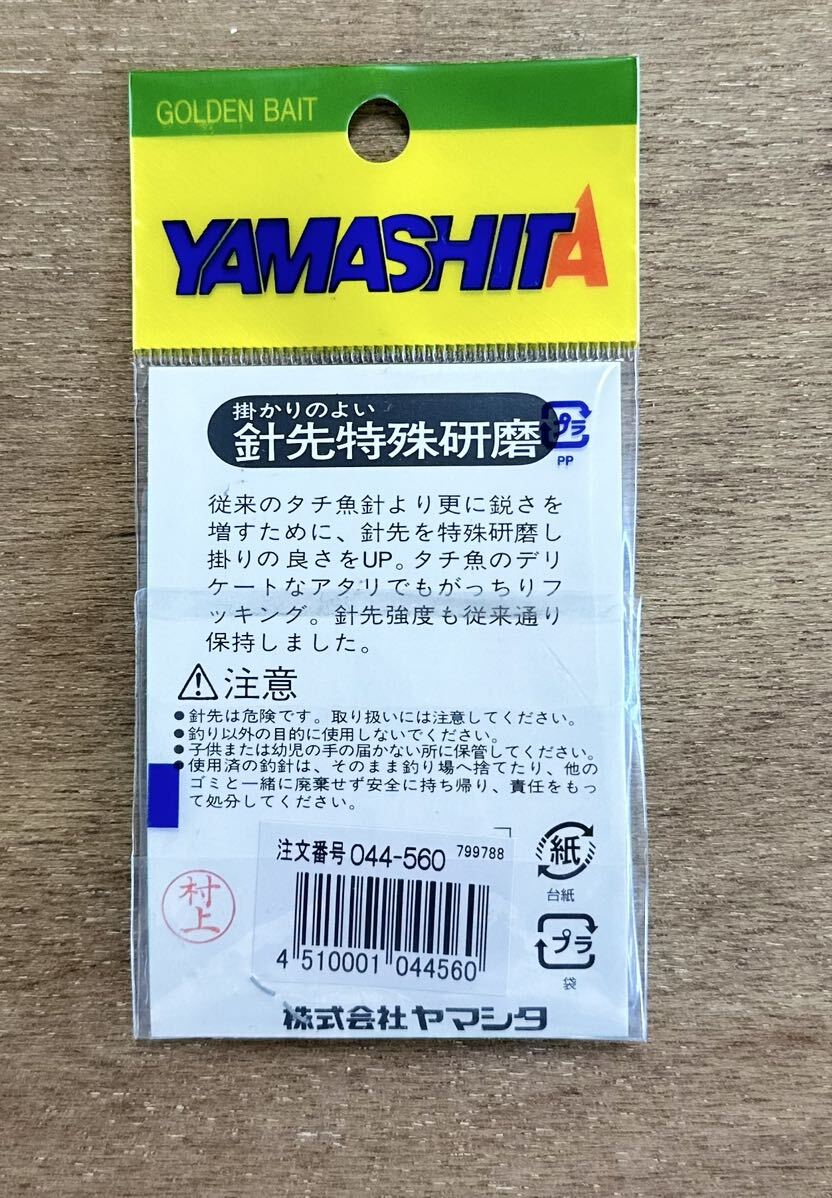 GOLDEN BAIT
YAMASHITA
掛かりのよい
針先特殊研磨
プラ
PP
従来のタチ魚針より更に鋭さを
増すために、針先を特殊研磨し
掛りの良さをUP。タチ魚のデリ
ケートなアタリでもがっちりフ
ッキング。針先強度も従来通り
保持しました。
注意
●針先は危険です。取り扱いには注意してください。
●釣り以外の目的に使用しないでください。
●子供または幼児の手の届かない所に保管してください。
●使用済の釣針は、そのまま釣り場へ捨てたり、他の
ゴミと一緒に廃棄せず安全に持ち帰り、責任をもっ
て処分してください。
注文番号 044-560 799788
4 510001 044560
村上
紙
台紙
プラ
袋
株式会社ヤマシタ